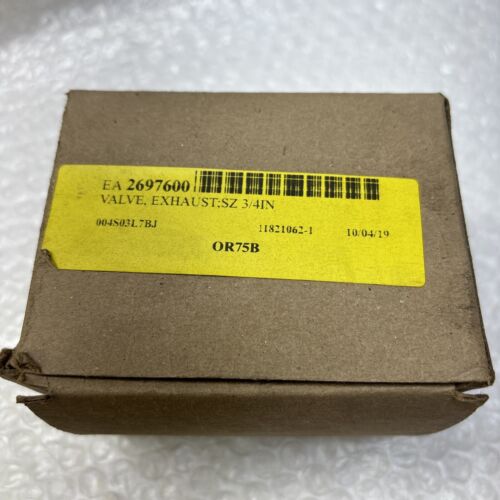 EA 2697600
VALVE, EXHAUST;SZ 3/4IN
004S03L7BJ 11821062-1 10/04/19
OR75B